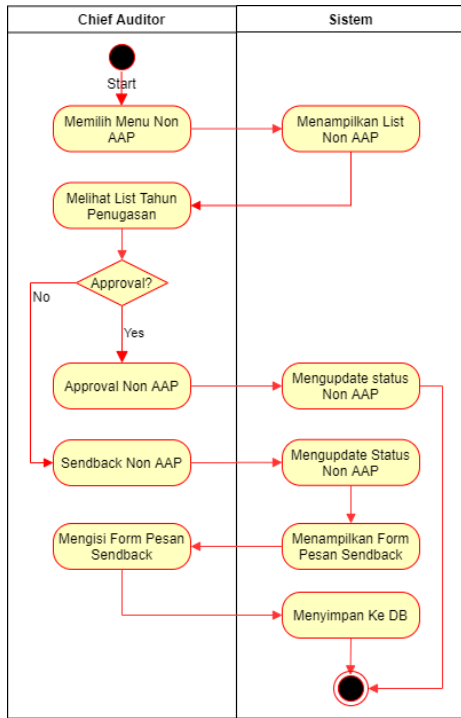 Chief Auditor
Sistem
Start
Memilih Menu Non
AAP
Menampilkan List
Non AAP
Melihat List Tahun
Penugasan
Approval?
No
Yes
Approval Non AAP
Mengupdate status
Non AAP
Sendback Non AAP
Mengupdate Status
Non AAP
Mengisi Form Pesan
Sendback
Menampilkan Form
Pesan Sendback
Menyimpan Ke DB